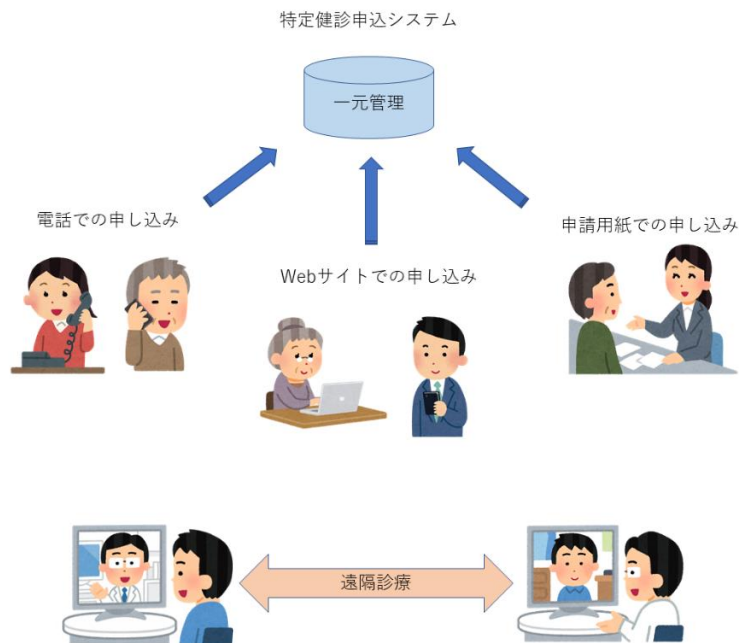 特定健診申込システム
一元管理
電話での申し込み
Webサイトでの申し込み
申請用紙での申し込み
遠隔診療